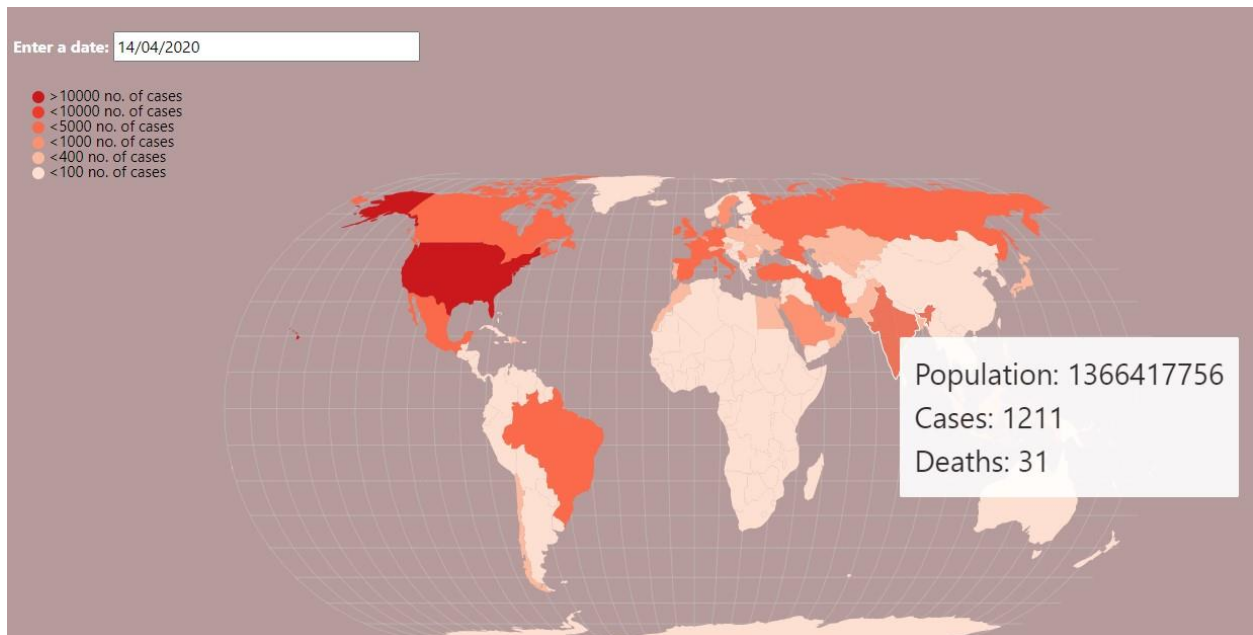 Enter a date: 14/04/2020
>10000 no. of cases
<10000 no. of cases
<5000 no. of cases
<1000 no. of cases
<400 no. of cases
<100 no. of cases
Population: 1366417756
Cases: 1211
Deaths: 31